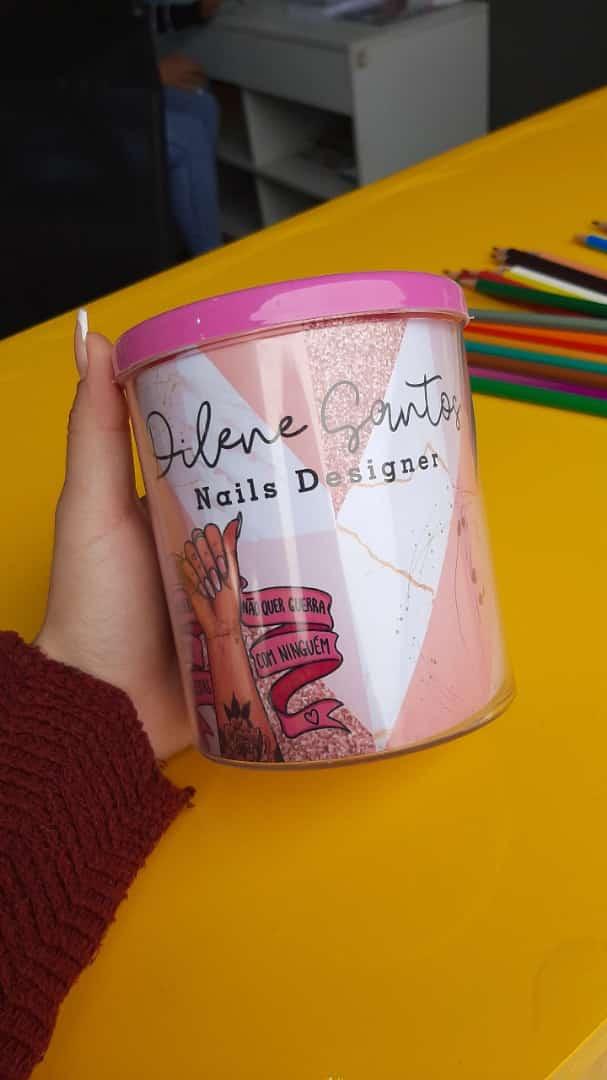 Dilene Santos
Nails Designer
NÃO QUER GUERRA
COM NINGUÉM